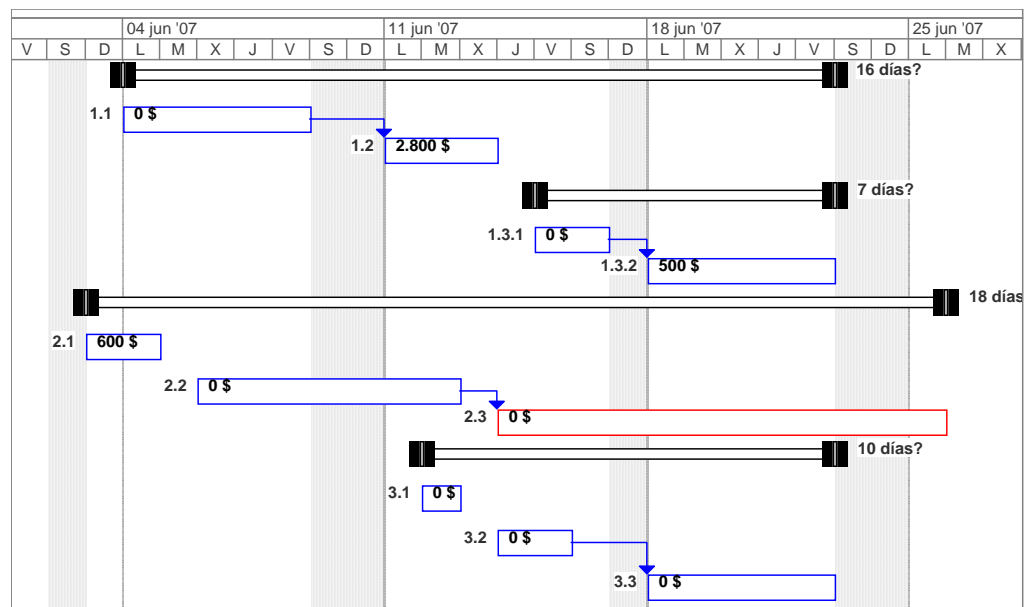 04 jun '07 11 jun '07 18 jun '07 25 jun '07
V S D L M X J V S D L M X J V S D L M X J V S D L M X
16 días?
1.1 0 $
1.2 2.800 $
7 días?
1.3.1 0 $
1.3.2 500 $
18 días
2.1 600 $
2.2 0 $
2.3 0 $
10 días?
3.1 0 $
3.2 0 $
3.3 0 $